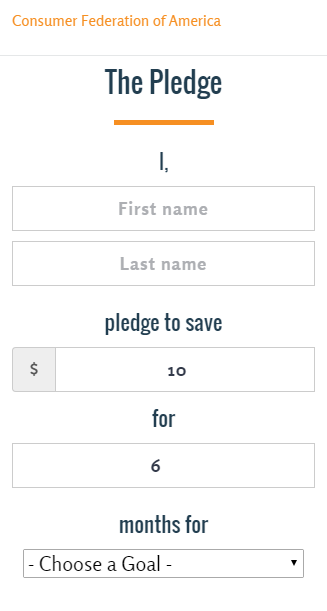 Consumer Federation of America
The Pledge
I,
First name
Last name
pledge to save
$ 10
for
6
months for
- Choose a Goal -